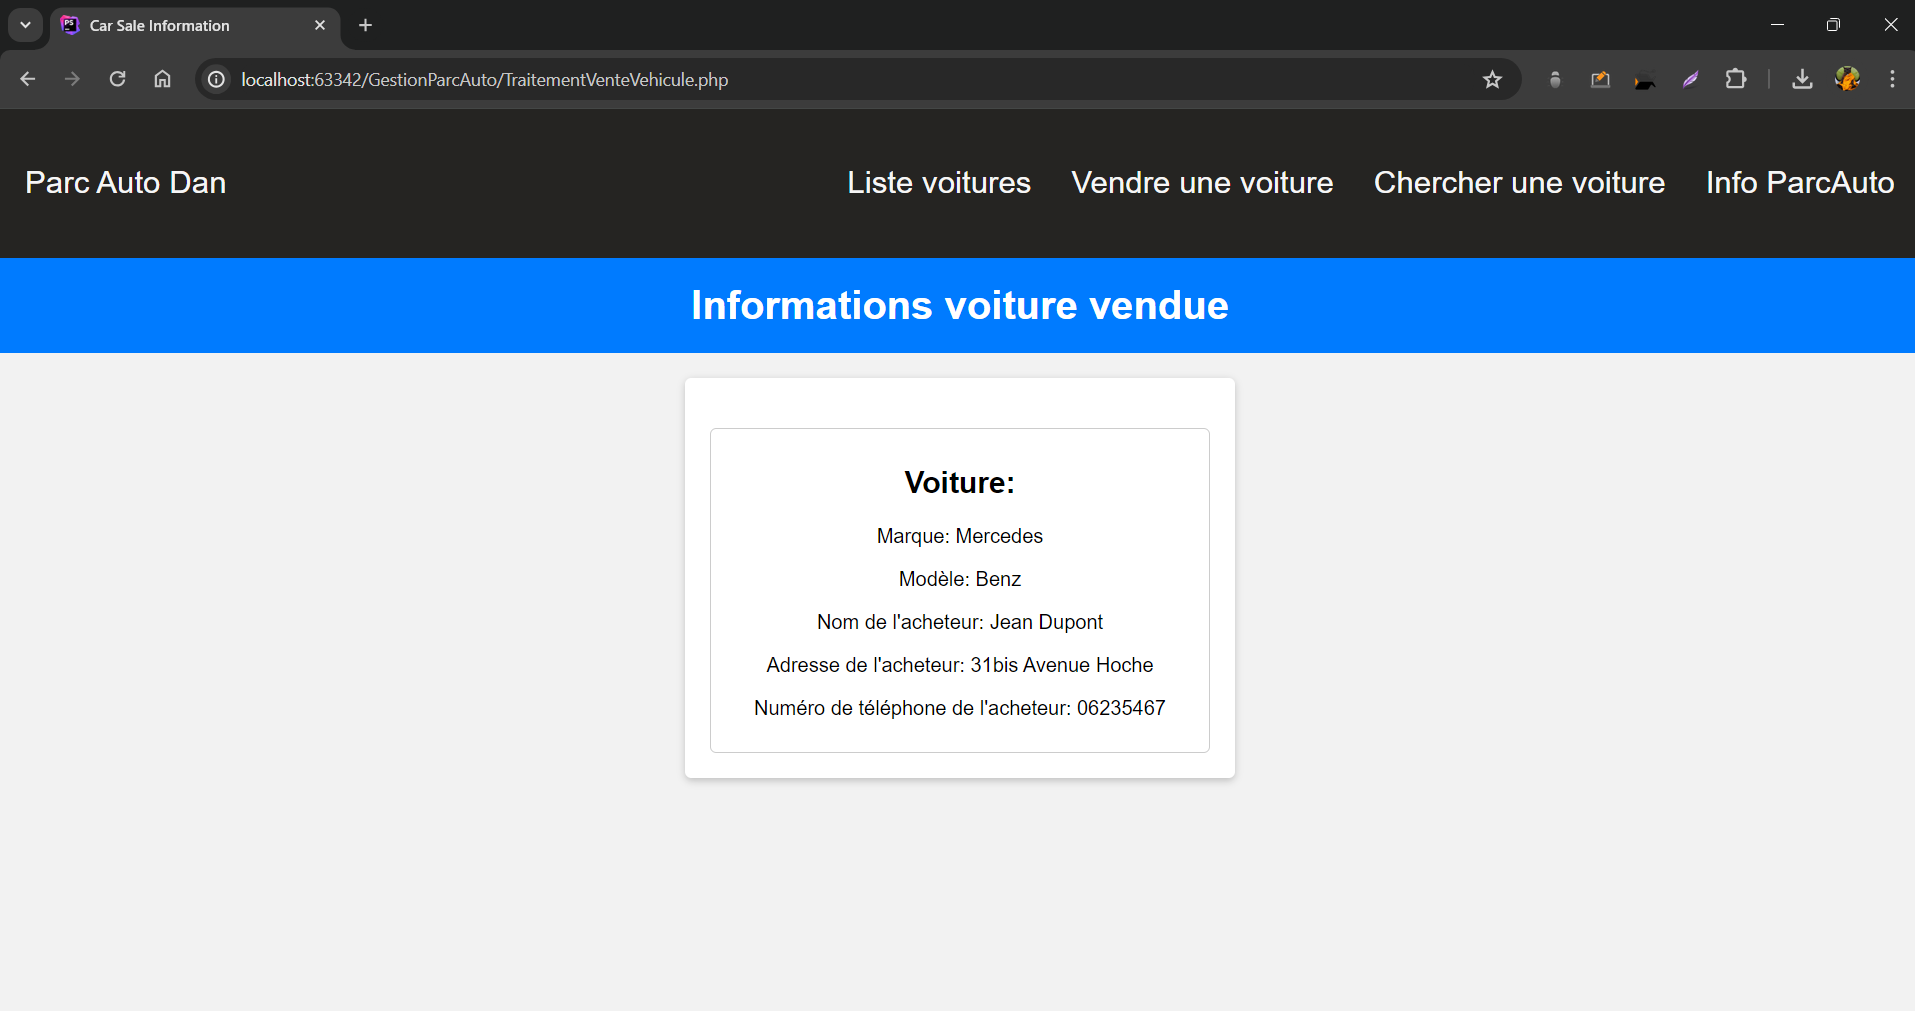 Car Sale Information
localhost:63342/GestionParcAuto/TraitementVenteVehicule.php
Parc Auto Dan Liste voitures Vendre une voiture Chercher une voiture Info ParcAuto
Informations voiture vendue
Voiture:
Marque: Mercedes
Modèle: Benz
Nom de l'acheteur: Jean Dupont
Adresse de l'acheteur: 31bis Avenue Hoche
Numéro de téléphone de l'acheteur: 06235467